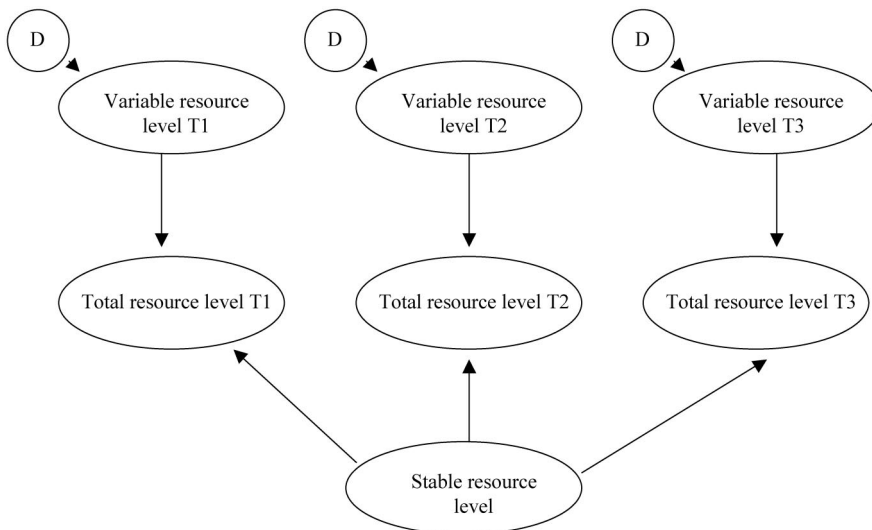 D
D
D
Variable resource
level T1
Variable resource
level T2
Variable resource
level T3
Total resource level T1
Total resource level T2
Total resource level T3
Stable resource
level